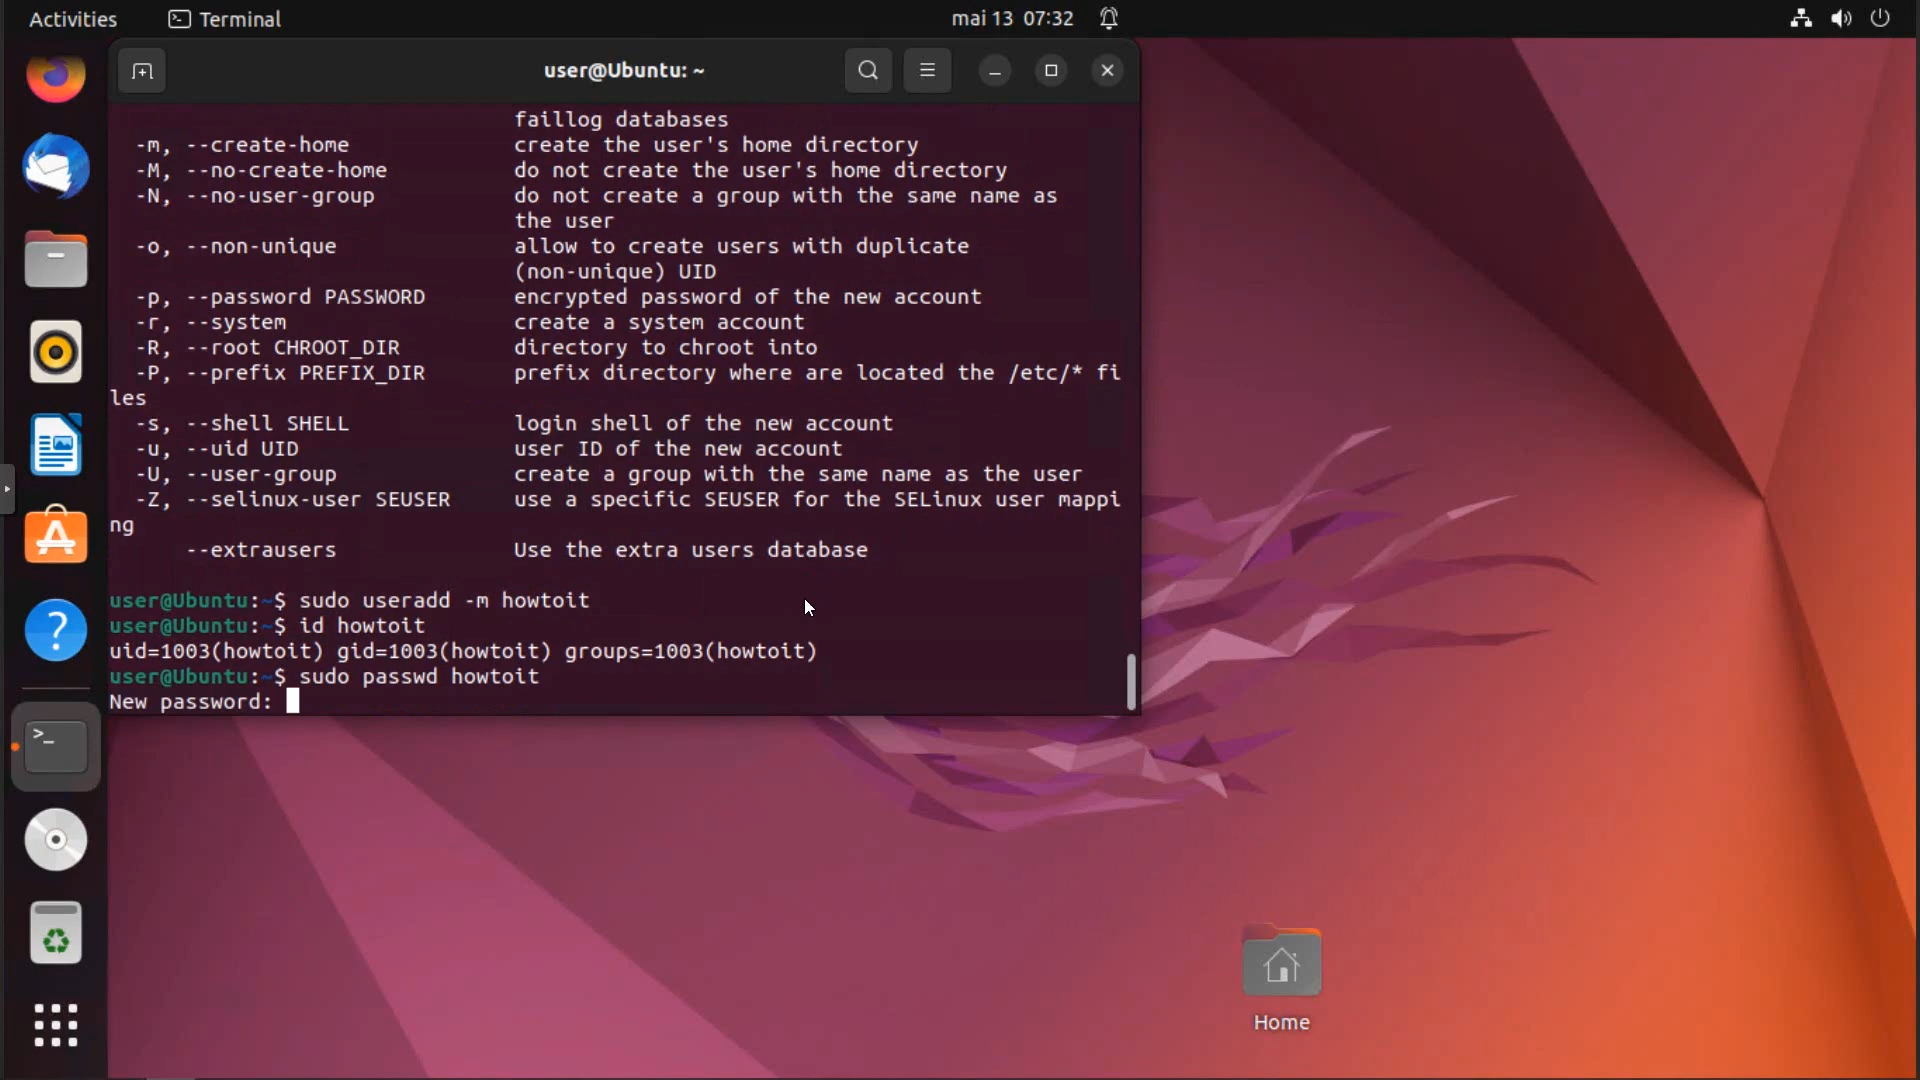 Activities
Terminal
mai 13 07:32
user@Ubuntu: ~
faillog databases
-m, --create-home create the user's home directory
-M, --no-create-home do not create the user's home directory
-N, --no-user-group do not create a group with the same name as
the user
-o, --non-unique allow to create users with duplicate
(non-unique) UID
-p, --password PASSWORD encrypted password of the new account
-r, --system create a system account
-R, --root CHROOT_DIR directory to chroot into
-P, --prefix PREFIX_DIR prefix directory where are located the /etc/* fi
les
-s, --shell SHELL login shell of the new account
-u, --uid UID user ID of the new account
-U, --user-group create a group with the same name as the user
-Z, --selinux-user SEUSER use a specific SEUSER for the SELinux user mappi
ng
--extrausers Use the extra users database
user@Ubuntu:~$ sudo useradd -m howtoit
user@Ubuntu:~$ id howtoit
uid=1003(howtoit) gid=1003(howtoit) groups=1003(howtoit)
user@Ubuntu:~$ sudo passwd howtoit
New password:
Home